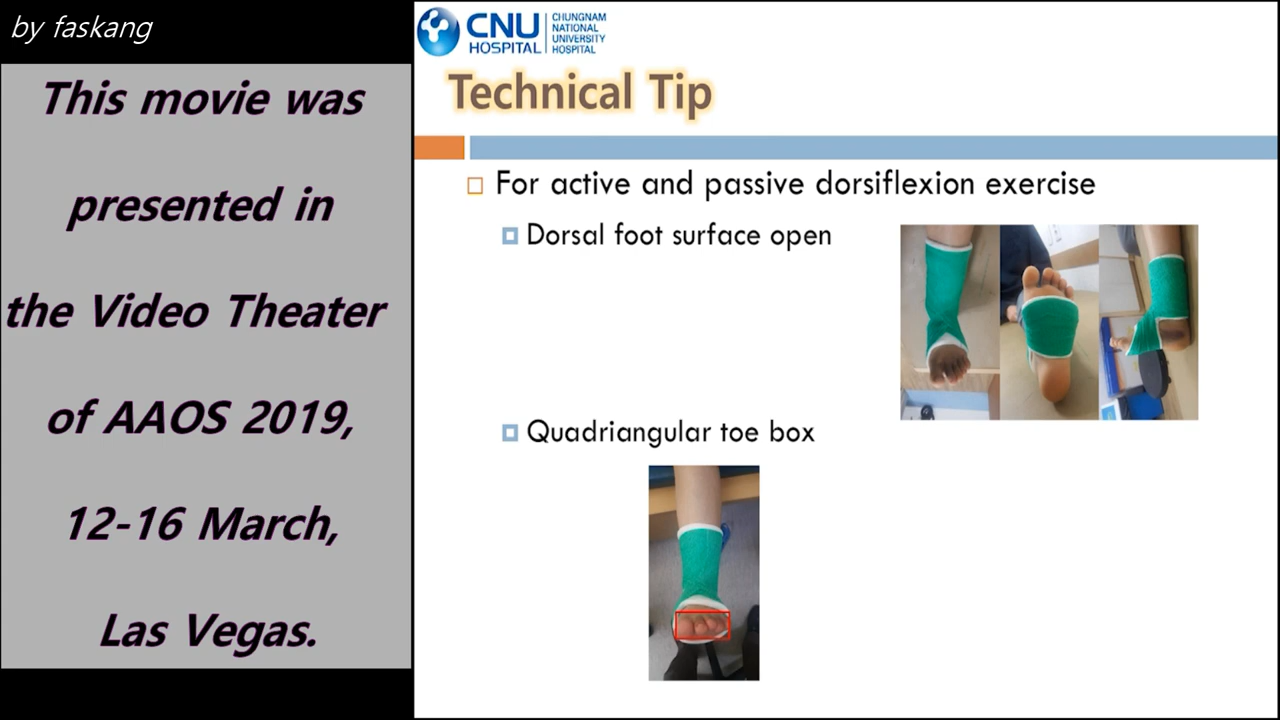 by faskang
This movie was
presented in
the Video Theater
of AAOS 2019,
12-16 March,
Las Vegas.
CNU
HOSPITAL
CHUNGNAM
NATIONAL
UNIVERSITY
HOSPITAL
Technical Tip
For active and passive dorsiflexion exercise
Dorsal foot surface open
Quadriangular toe box